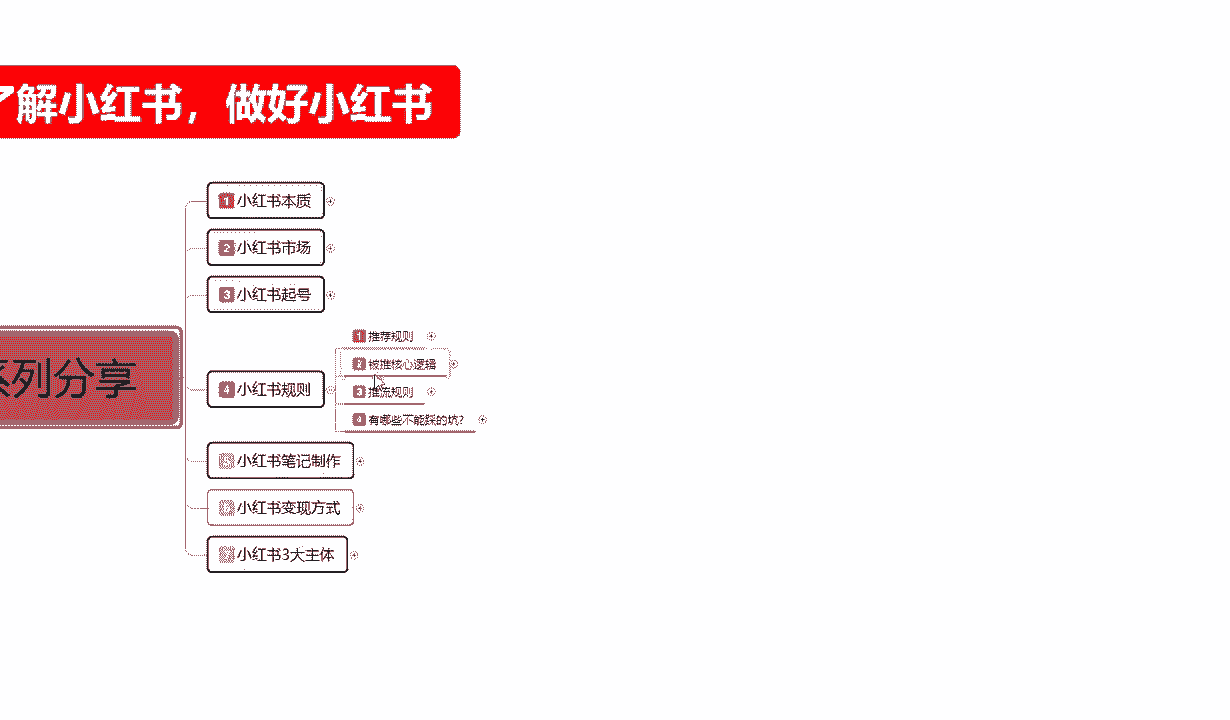 了解小红书，做好小红书
1 小红书本质
2 小红书市场
3 小红书起号
1 推荐规则
2 被推核心逻辑
系列分享
4 小红书规则
3 推流规则
4 有哪些不能踩的坑?
5 小红书笔记制作
6 小红书变现方式
7 小红书3大主体